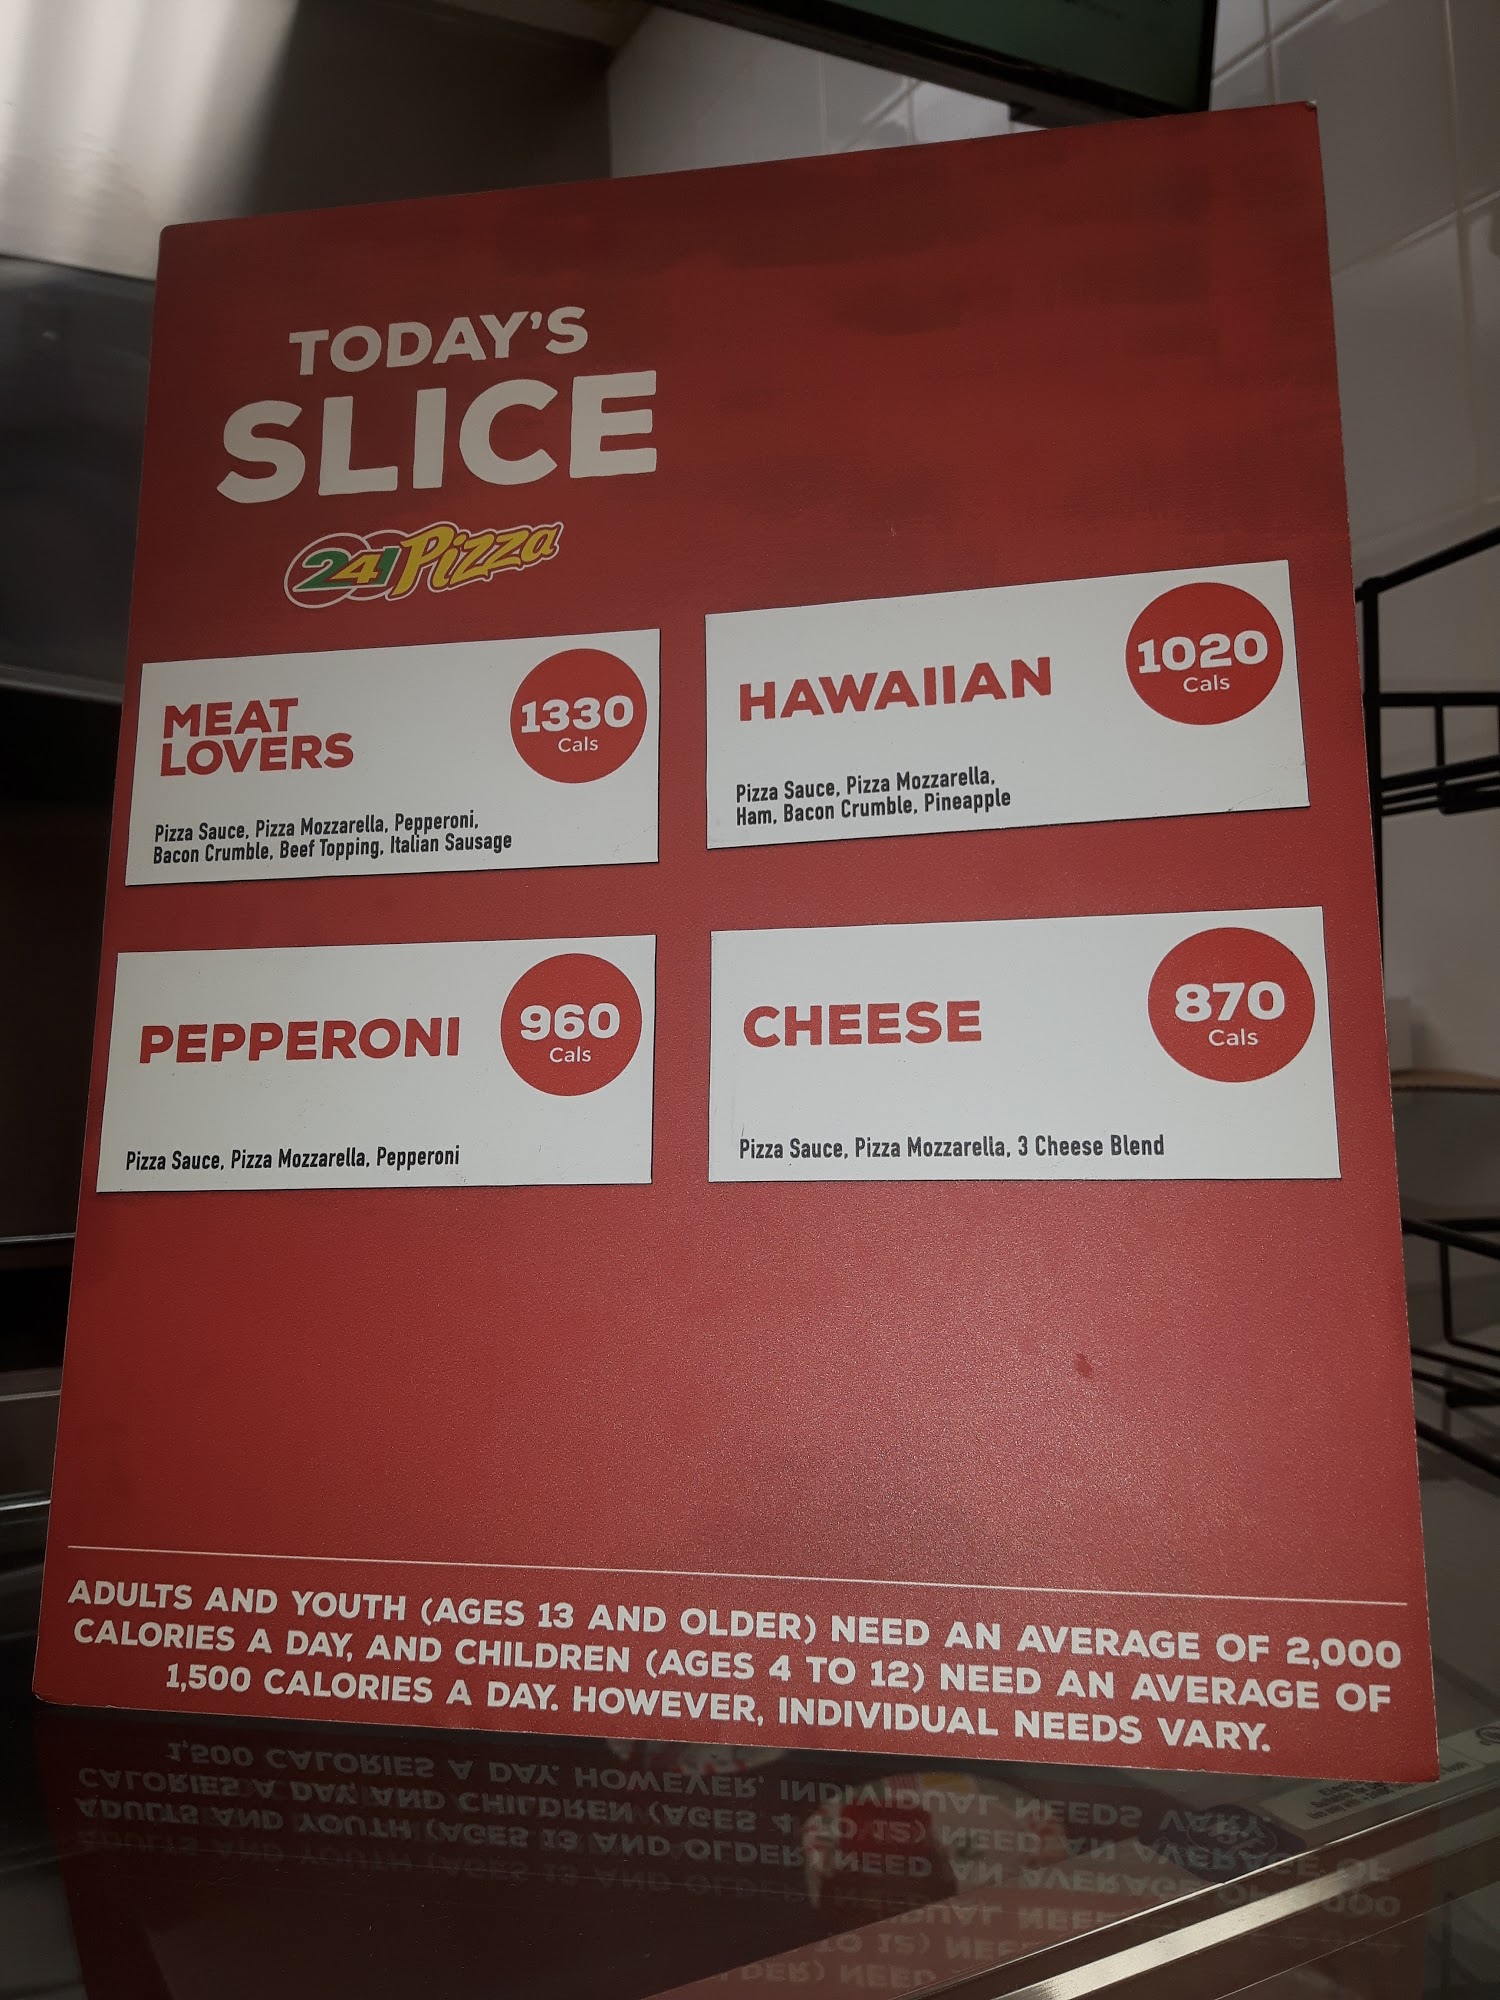 TODAY'S
SLICE
241 Pizza
MEAT
LOVERS
1330
Cals
Pizza Sauce, Pizza Mozzarella, Pepperoni,
Bacon Crumble, Beef Topping, Italian Sausage
HAWAIIAN
1020
Cals
Pizza Sauce, Pizza Mozzarella,
Ham, Bacon Crumble, Pineapple
PEPPERONI
960
Cals
Pizza Sauce, Pizza Mozzarella, Pepperoni
CHEESE
870
Cals
Pizza Sauce, Pizza Mozzarella, 3 Cheese Blend
ADULTS AND YOUTH (AGES 13 AND OLDER) NEED AN AVERAGE OF 2,000
CALORIES A DAY, AND CHILDREN (AGES 4 TO 12) NEED AN AVERAGE OF
1,500 CALORIES A DAY. HOWEVER, INDIVIDUAL NEEDS VARY.